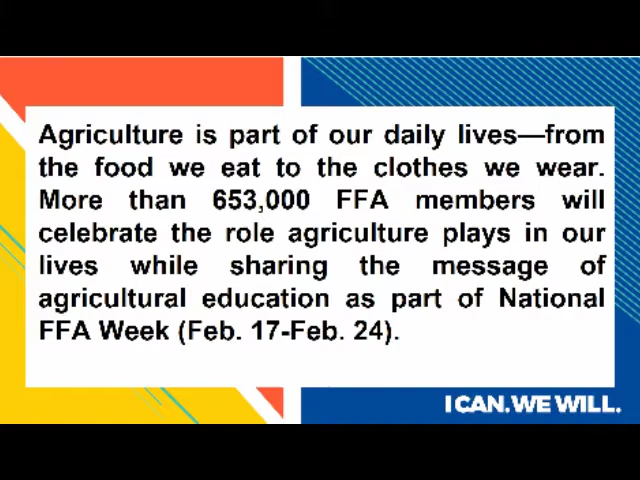 Agriculture is part of our daily lives—from
the food we eat to the clothes we wear.
More than 653,000 FFA members will
celebrate the role agriculture plays in our
lives while sharing the message of
agricultural education as part of National
FFA Week (Feb. 17-Feb. 24).
I CAN. WE WILL.